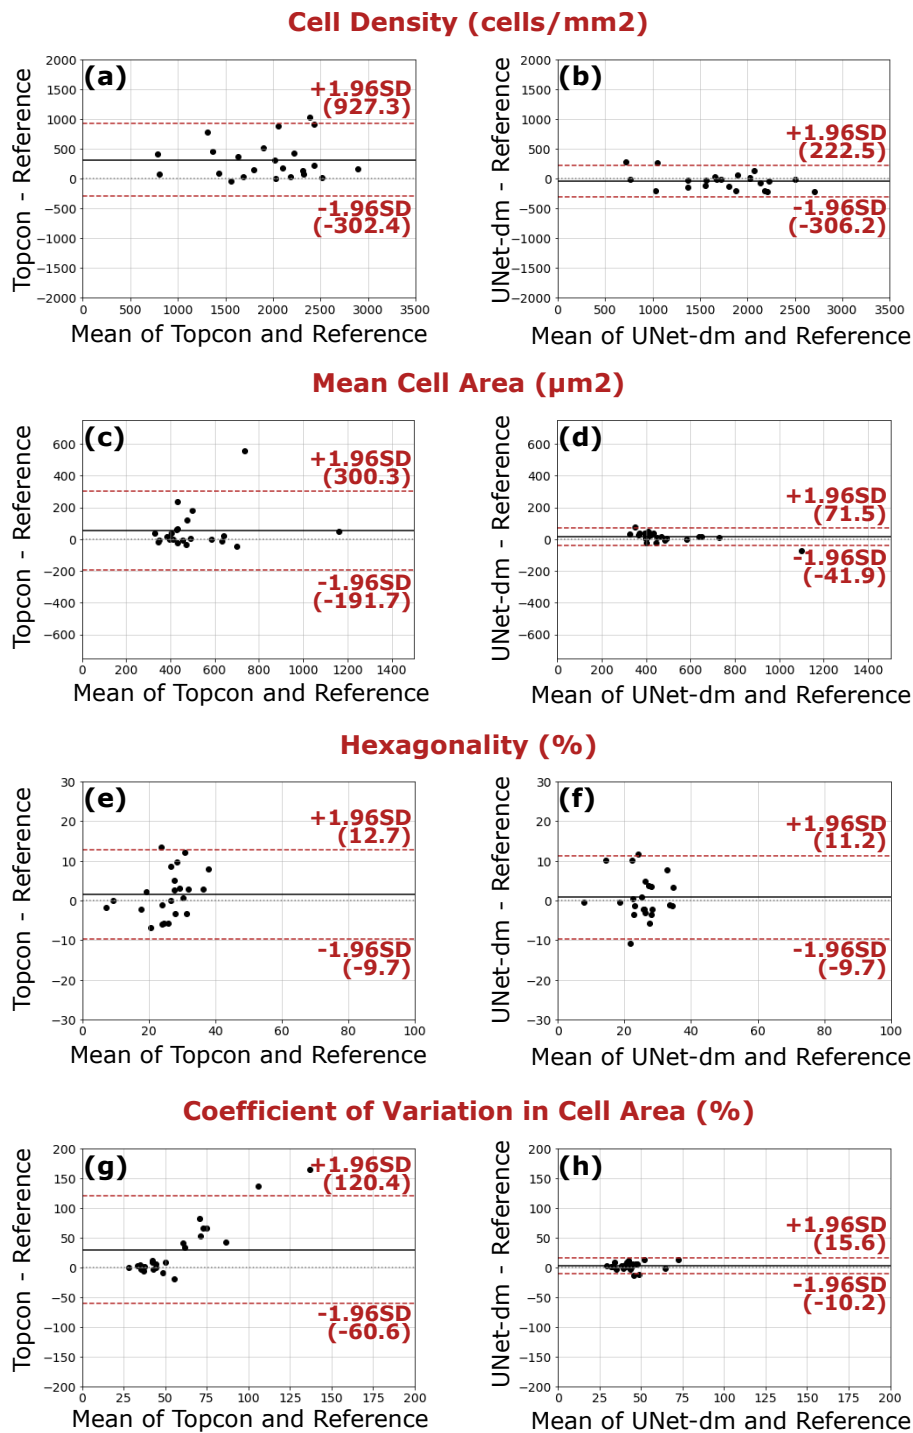 Cell Density (cells/mm2)
(a)
+1.96SD
(927.3)
-1.96SD
(-302.4)
2000
1500
1000
500
0
−500
−1000
−1500
−2000
0 500 1000 1500 2000 2500 3000 3500
Topcon - Reference
Mean of Topcon and Reference
(b)
+1.96SD
(222.5)
-1.96SD
(-306.2)
2000
1500
1000
500
0
−500
−1000
−1500
−2000
0 500 1000 1500 2000 2500 3000 3500
UNet-dm - Reference
Mean of UNet-dm and Reference
Mean Cell Area (μm2)
(c)
+1.96SD
(300.3)
-1.96SD
(-191.7)
600
400
200
0
−200
−400
−600
0 200 400 600 800 1000 1200 1400
Topcon - Reference
Mean of Topcon and Reference
(d)
+1.96SD
(71.5)
-1.96SD
(-41.9)
600
400
200
0
−200
−400
−600
0 200 400 600 800 1000 1200 1400
UNet-dm - Reference
Mean of UNet-dm and Reference
Hexagonality (%)
(e)
+1.96SD
(12.7)
-1.96SD
(-9.7)
30
20
10
0
−10
−20
−30
0 20 40 60 80 100
Topcon - Reference
Mean of Topcon and Reference
(f)
+1.96SD
(11.2)
-1.96SD
(-9.7)
30
20
10
0
−10
−20
−30
0 20 40 60 80 100
UNet-dm - Reference
Mean of UNet-dm and Reference
Coefficient of Variation in Cell Area (%)
(g)
+1.96SD
(120.4)
-1.96SD
(-60.6)
200
150
100
50
0
−50
−100
−150
−200
0 25 50 75 100 125 150 175 200
Topcon - Reference
Mean of Topcon and Reference
(h)
+1.96SD
(15.6)
-1.96SD
(-10.2)
200
150
100
50
0
−50
−100
−150
−200
0 25 50 75 100 125 150 175 200
UNet-dm - Reference
Mean of UNet-dm and Reference